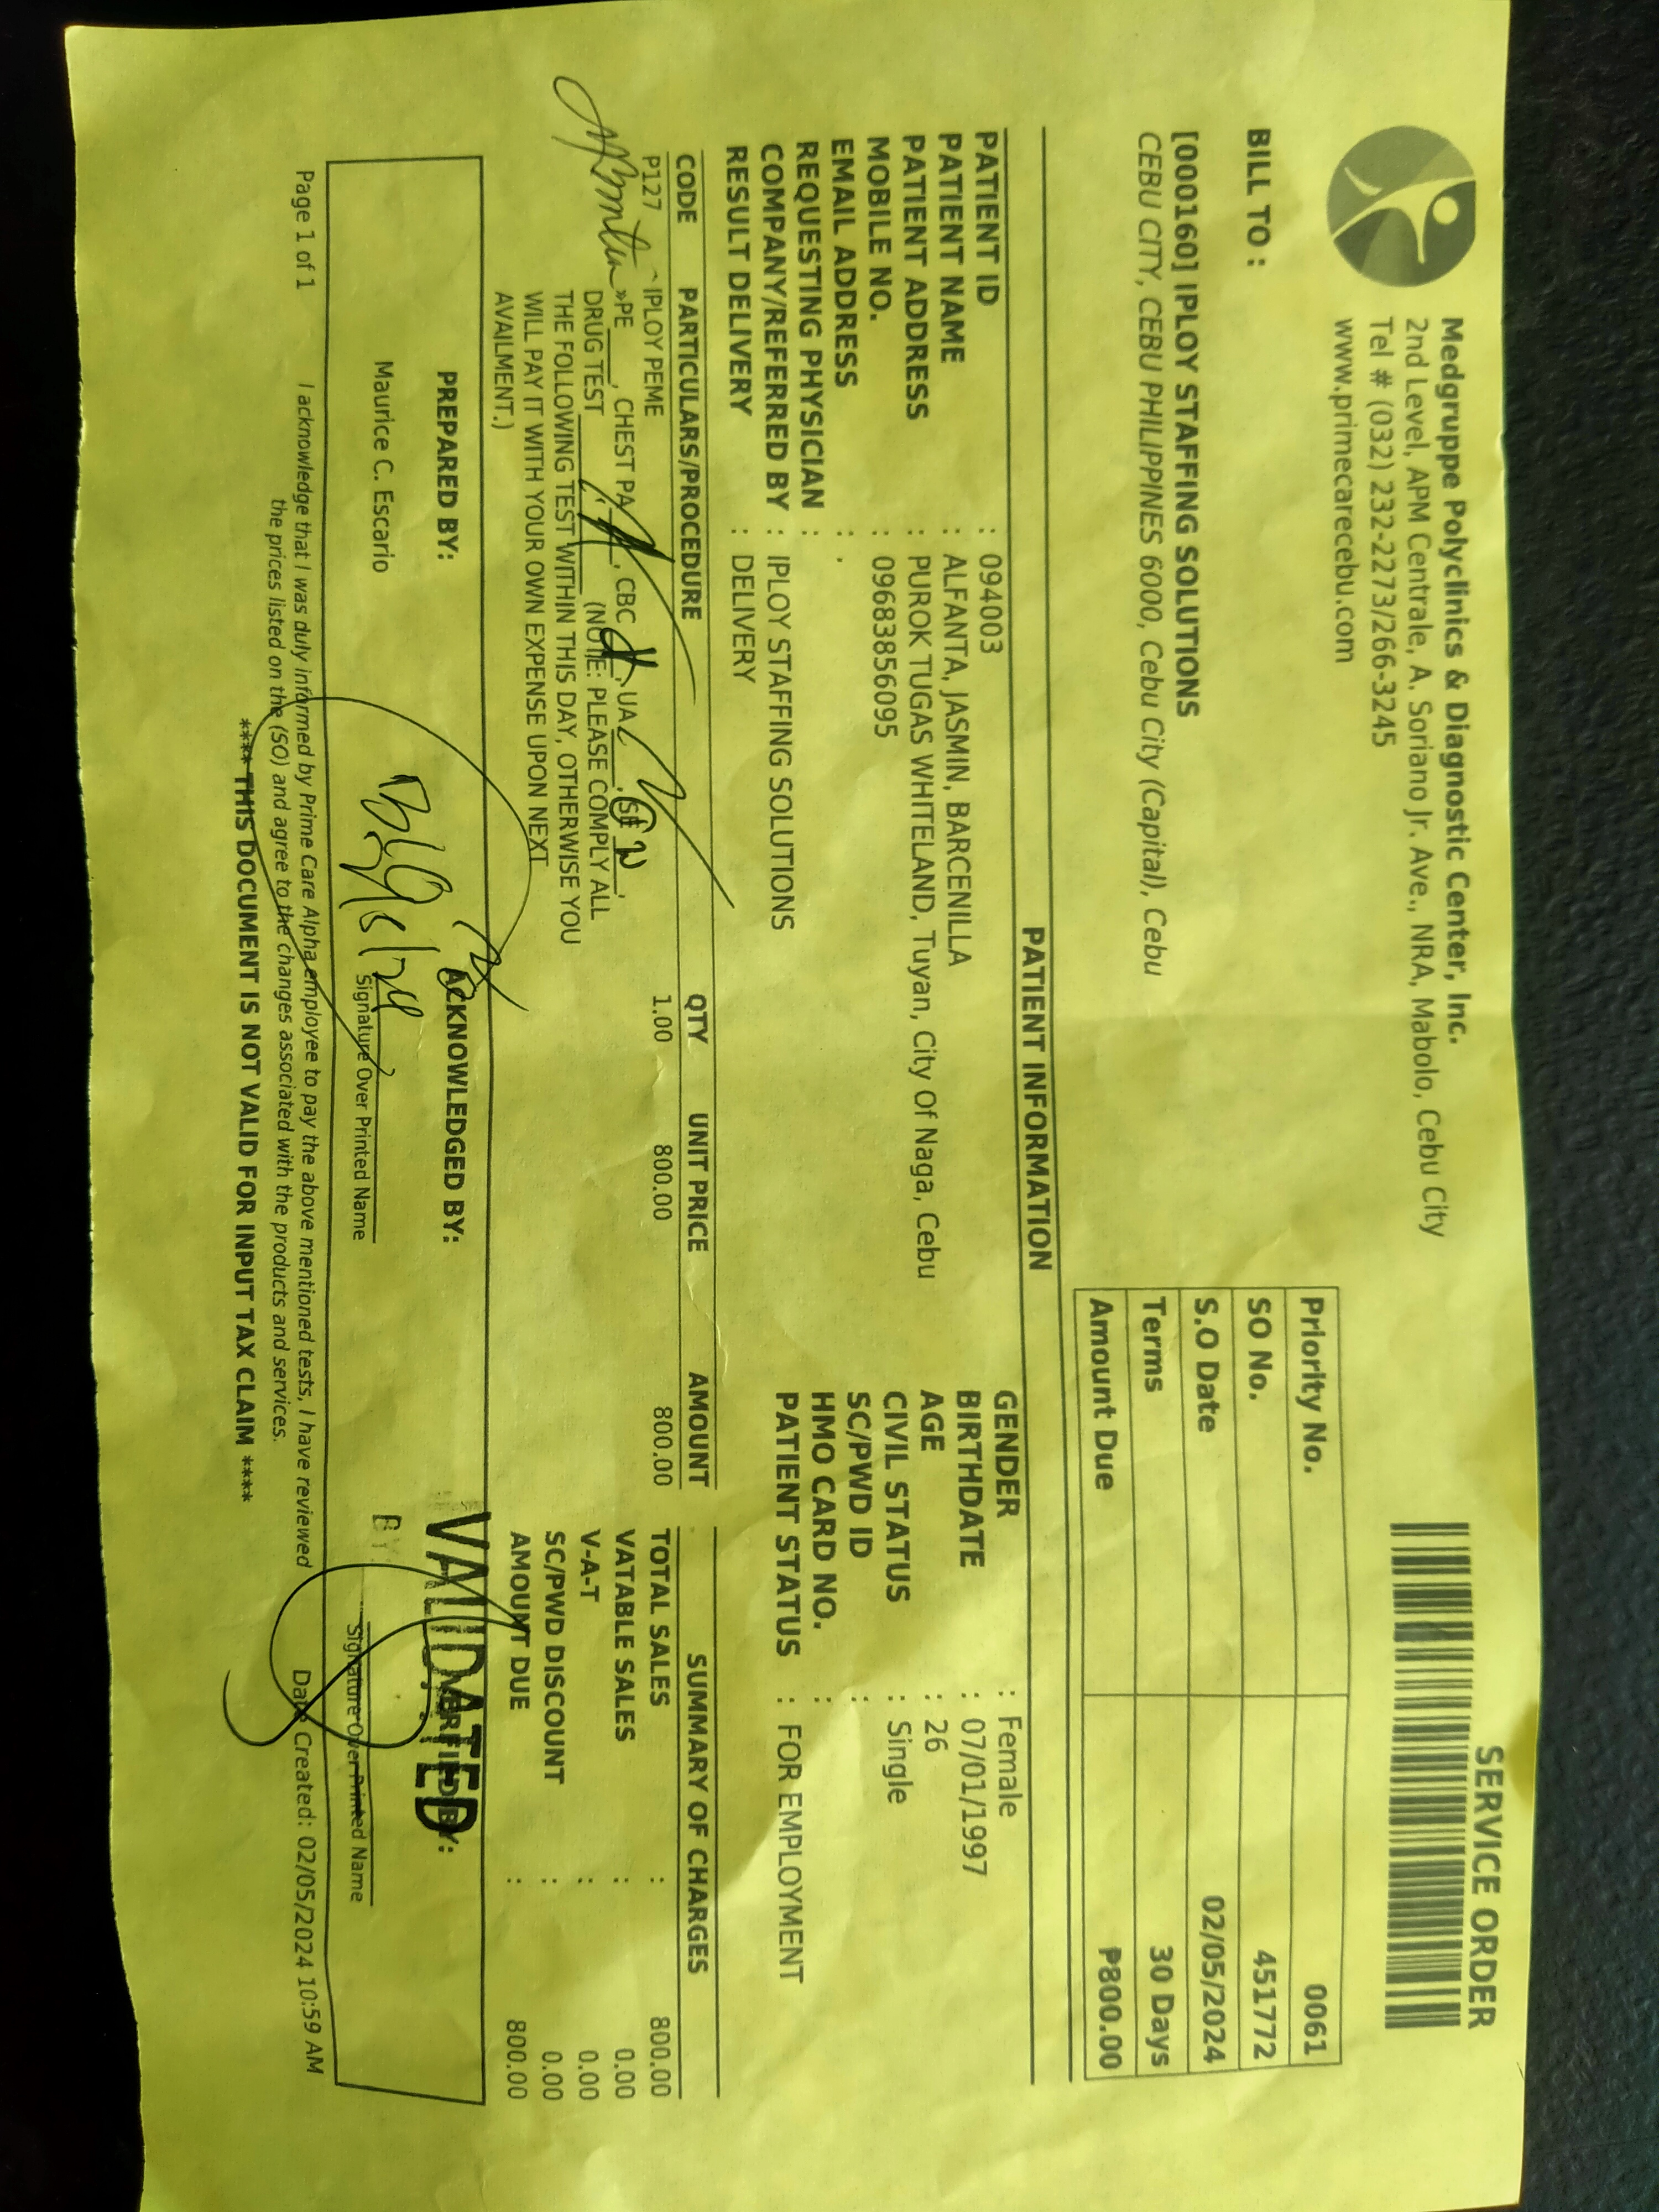 Medgruppe Polyclinics & Diagnostic Center, Inc.
2nd Level, APM Centrale, A. Soriano Jr. Ave., NRA, Mabolo, Cebu City
Tel # (032) 232-2273/266-3245
www.primecarecebu.com
SERVICE ORDER
BILL TO :
[000160] IPLOY STAFFING SOLUTIONS
CEBU CITY, CEBU PHILIPPINES 6000, Cebu City (Capital), Cebu
Priority No. 0061
SO No. 451772
S.O Date 02/05/2024
Terms 30 Days
Amount Due ₱800.00
PATIENT INFORMATION
PATIENT ID : 094003
PATIENT NAME : ALFANTA, JASMIN, BARCENILLA
PATIENT ADDRESS : PUROK TUGAS WHITELAND, Tuyan, City Of Naga, Cebu
MOBILE NO. : 09683856095
EMAIL ADDRESS : .
REQUESTING PHYSICIAN :
COMPANY/REFERRED BY : IPLOY STAFFING SOLUTIONS
RESULT DELIVERY : DELIVERY
GENDER : Female
BIRTHDATE : 07/01/1997
AGE : 26
CIVIL STATUS : Single
SC/PWD ID :
HMO CARD NO. :
PATIENT STATUS : FOR EMPLOYMENT
CODE PARTICULARS/PROCEDURE QTY UNIT PRICE AMOUNT
P127 IPLOY PEME 1.00 800.00 800.00
»PE____, CHEST PA____, CBC____, UA____, SE____,
DRUG TEST________ (NOTE: PLEASE COMPLY ALL
THE FOLLOWING TEST WITHIN THIS DAY, OTHERWISE YOU
WILL PAY IT WITH YOUR OWN EXPENSE UPON NEXT
AVAILMENT.)
SUMMARY OF CHARGES
TOTAL SALES : 800.00
VATABLE SALES : 0.00
V-A-T : 0.00
SC/PWD DISCOUNT : 0.00
AMOUNT DUE : 800.00
PREPARED BY: ACKNOWLEDGED BY: VERIFIED BY:
VALIDATED
BY:
Maurice C. Escario
Signature Over Printed Name Signature Over Printed Name
Page 1 of 1
I acknowledge that I was duly informed by Prime Care Alpha employee to pay the above mentioned tests, I have reviewed
the prices listed on the (SO) and agree to the changes associated with the products and services.
Date Created: 02/05/2024 10:59 AM
**** THIS DOCUMENT IS NOT VALID FOR INPUT TAX CLAIM ****